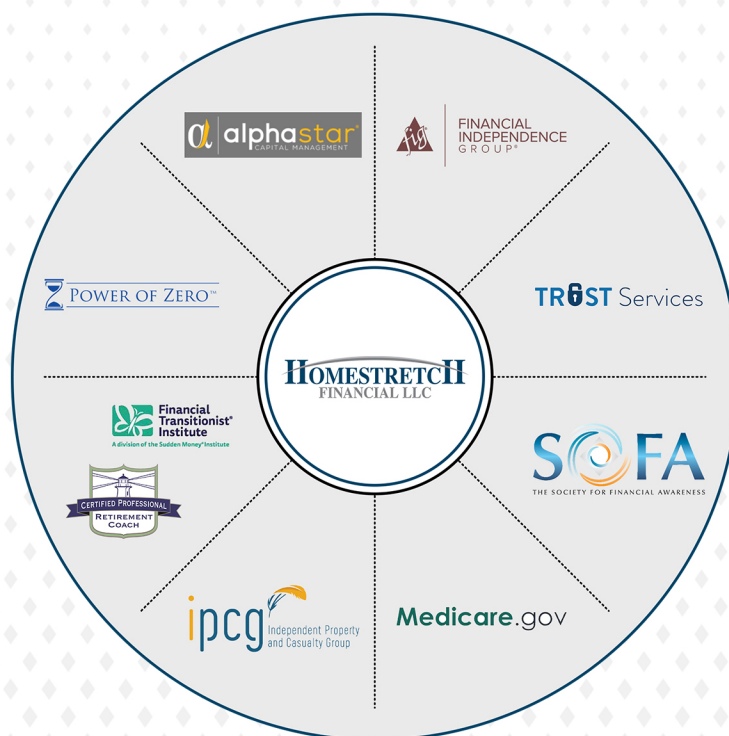 α alphastar®
CAPITAL MANAGEMENT
fig®
FINANCIAL
INDEPENDENCE
GROUP®
POWER OF ZERO™
TRUST Services
HOMESTRETCH
FINANCIAL LLC
Financial
Transitionist®
Institute
A division of the Sudden Money® Institute
SOFA
THE SOCIETY FOR FINANCIAL AWARENESS
CERTIFIED PROFESSIONAL
RETIREMENT
COACH
ipcg
Independent Property
and Casualty Group
Medicare.gov